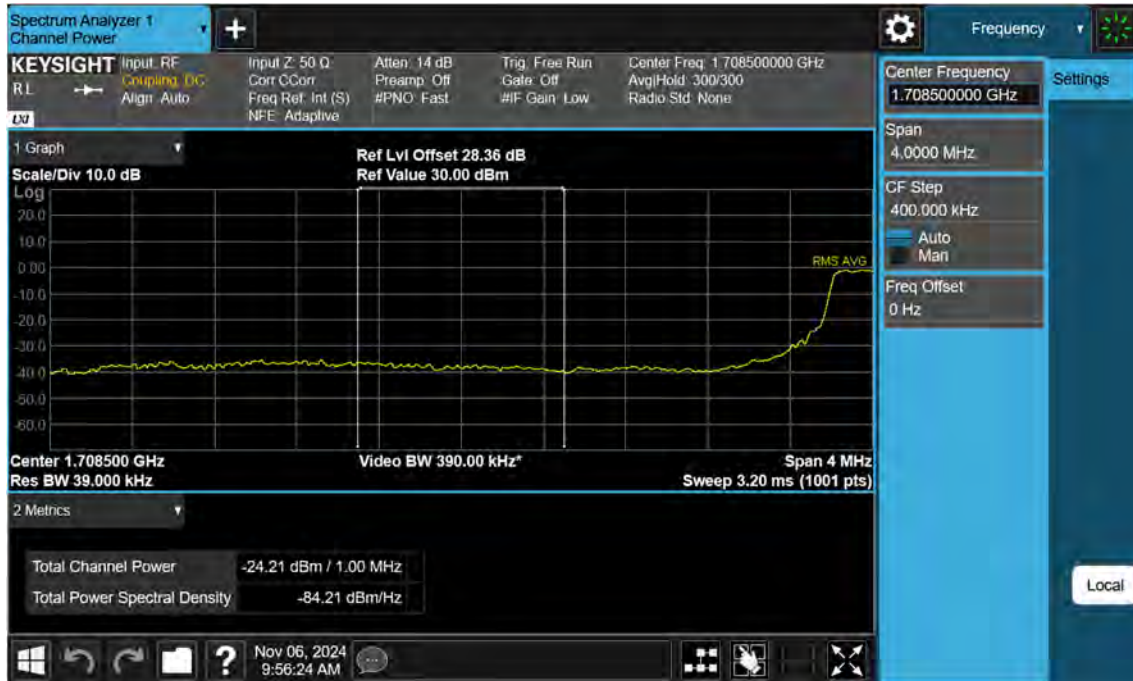 Spectrum Analyzer 1
Channel Power
Frequency
KEYSIGHT
Input: RF
Input Z: 50 Ω
Atten: 14 dB
Trig: Free Run
Center Freq: 1.708500000 GHz
RL
Coupling: DC
Corr CCorr
Preamp: Off
Gate: Off
Avg|Hold: 300/300
Align: Auto
Freq Ref: Int (S)
#PNO: Fast
#IF Gain: Low
Radio Std: None
NFE: Adaptive
LXI
Center Frequency
1.708500000 GHz
Settings
Span
4.0000 MHz
CF Step
400.000 kHz
Auto
Man
Freq Offset
0 Hz
1 Graph
Ref Lvl Offset 28.36 dB
Scale/Div 10.0 dB
Ref Value 30.00 dBm
Log
20.0
10.0
0.00
RMS AVG
-10.0
-20.0
-30.0
-40.0
-50.0
-60.0
Center 1.708500 GHz
Video BW 390.00 kHz*
Span 4 MHz
Res BW 39.000 kHz
Sweep 3.20 ms (1001 pts)
2 Metrics
Total Channel Power
-24.21 dBm / 1.00 MHz
Total Power Spectral Density
-84.21 dBm/Hz
Local
?
Nov 06, 2024
9:56:24 AM